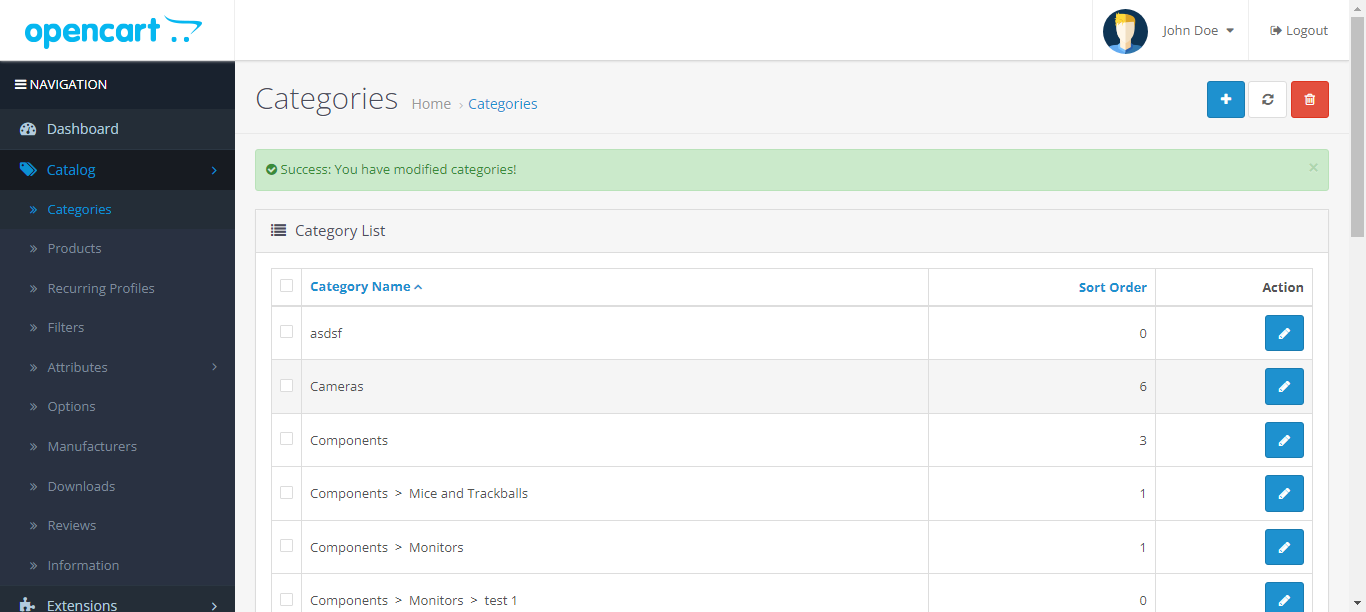 opencart
John Doe
Logout
NAVIGATION
Dashboard
Catalog
Categories
Products
Recurring Profiles
Filters
Attributes
Options
Manufacturers
Downloads
Reviews
Information
Extensions
Categories Home › Categories
Success: You have modified categories!
×
Category List
Category Name Sort Order Action
asdsf 0
Cameras 6
Components 3
Components > Mice and Trackballs 1
Components > Monitors 1
Components > Monitors > test 1 0